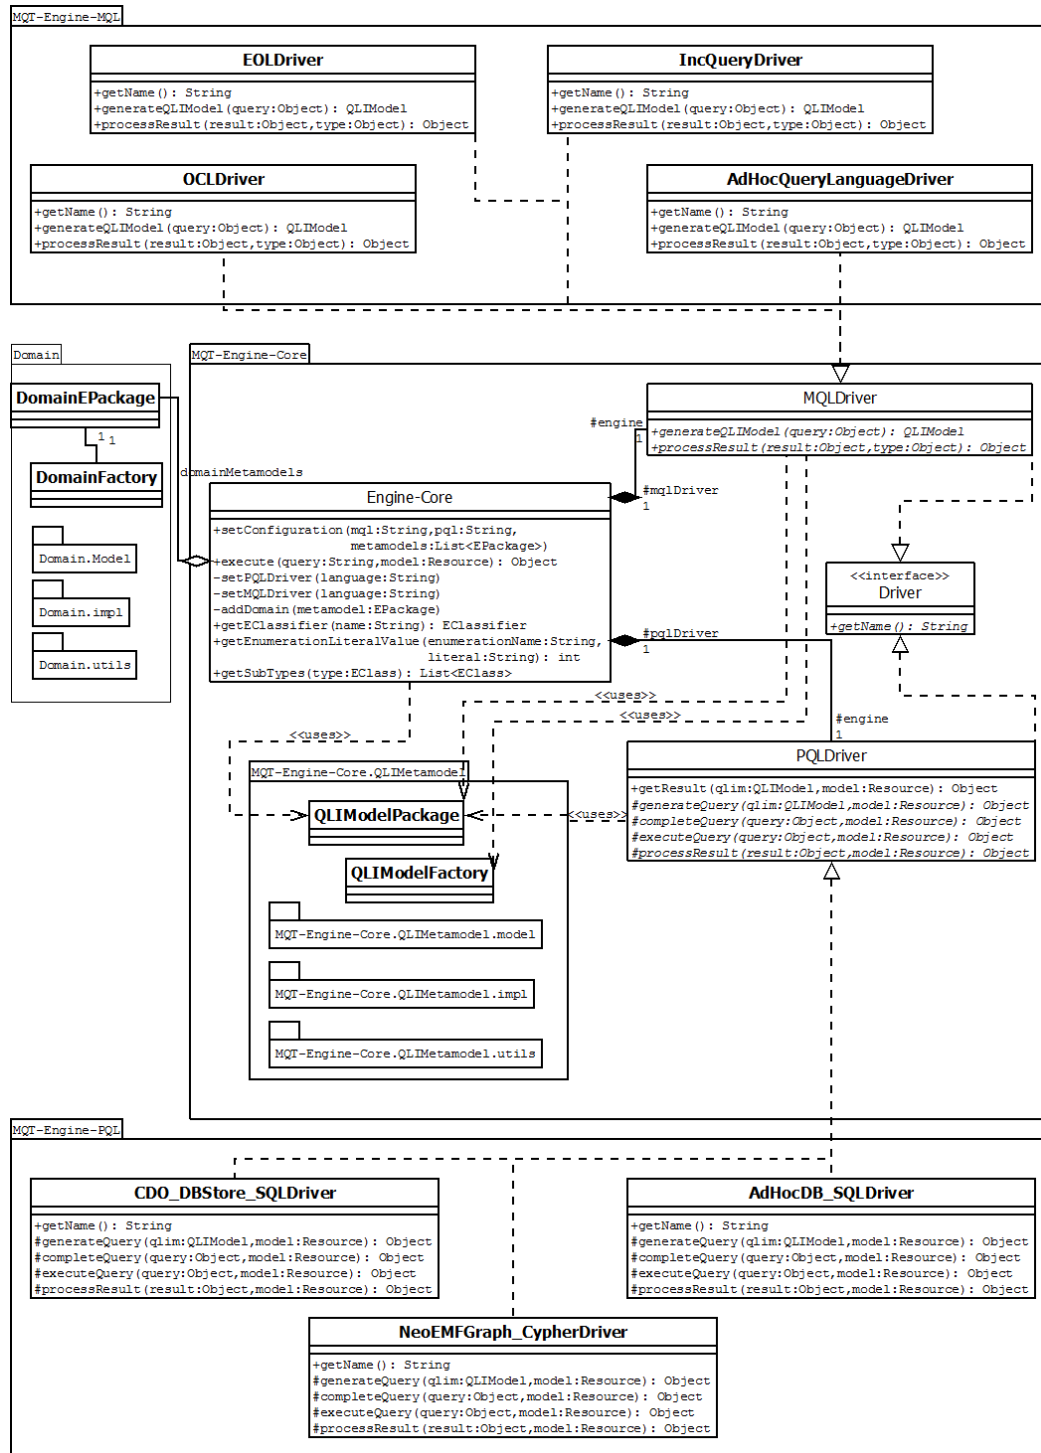 MQT-Engine-MQL
EOLDriver
+getName(): String
+generateQLIModel(query:Object): QLIModel
+processResult(result:Object,type:Object): Object
IncQueryDriver
+getName(): String
+generateQLIModel(query:Object): QLIModel
+processResult(result:Object,type:Object): Object
OCLDriver
+getName(): String
+generateQLIModel(query:Object): QLIModel
+processResult(result:Object,type:Object): Object
AdHocQueryLanguageDriver
+getName(): String
+generateQLIModel(query:Object): QLIModel
+processResult(result:Object,type:Object): Object
Domain
DomainEPackage
1
1
DomainFactory
Domain.Model
Domain.impl
Domain.utils
MQT-Engine-Core
MQLDriver
+generateQLIModel(query:Object): QLIModel
+processResult(result:Object,type:Object): Object
#engine
1
#mqlDriver
1
domainMetamodels
Engine-Core
+setConfiguration(mql:String,pql:String,
metamodels:List<EPackage>)
+execute(query:String,model:Resource): Object
-setPQLDriver(language:String)
-setMQLDriver(language:String)
-addDomain(metamodel:EPackage)
+getEClassifier(name:String): EClassifier
+getEnumerationLiteralValue(enumerationName:String,
literal:String): int
+getSubTypes(type:EClass): List<EClass>
<<interface>>
Driver
+getName(): String
#pqlDriver
1
<<uses>>
<<uses>>
<<uses>>
#engine
1
PQLDriver
+getResult(qlim:QLIModel,model:Resource): Object
#generateQuery(qlim:QLIModel,model:Resource): Object
#completeQuery(query:Object,model:Resource): Object
#executeQuery(query:Object,model:Resource): Object
#processResult(result:Object,model:Resource): Object
<<uses>>
MQT-Engine-Core.QLIMetamodel
QLIModelPackage
QLIModelFactory
MQT-Engine-Core.QLIMetamodel.model
MQT-Engine-Core.QLIMetamodel.impl
MQT-Engine-Core.QLIMetamodel.utils
MQT-Engine-PQL
CDO_DBStore_SQLDriver
+getName(): String
#generateQuery(qlim:QLIModel,model:Resource): Object
#completeQuery(query:Object,model:Resource): Object
#executeQuery(query:Object,model:Resource): Object
#processResult(result:Object,model:Resource): Object
AdHocDB_SQLDriver
+getName(): String
#generateQuery(qlim:QLIModel,model:Resource): Object
#completeQuery(query:Object,model:Resource): Object
#executeQuery(query:Object,model:Resource): Object
#processResult(result:Object,model:Resource): Object
NeoEMFGraph_CypherDriver
+getName(): String
#generateQuery(qlim:QLIModel,model:Resource): Object
#completeQuery(query:Object,model:Resource): Object
#executeQuery(query:Object,model:Resource): Object
#processResult(result:Object,model:Resource): Object